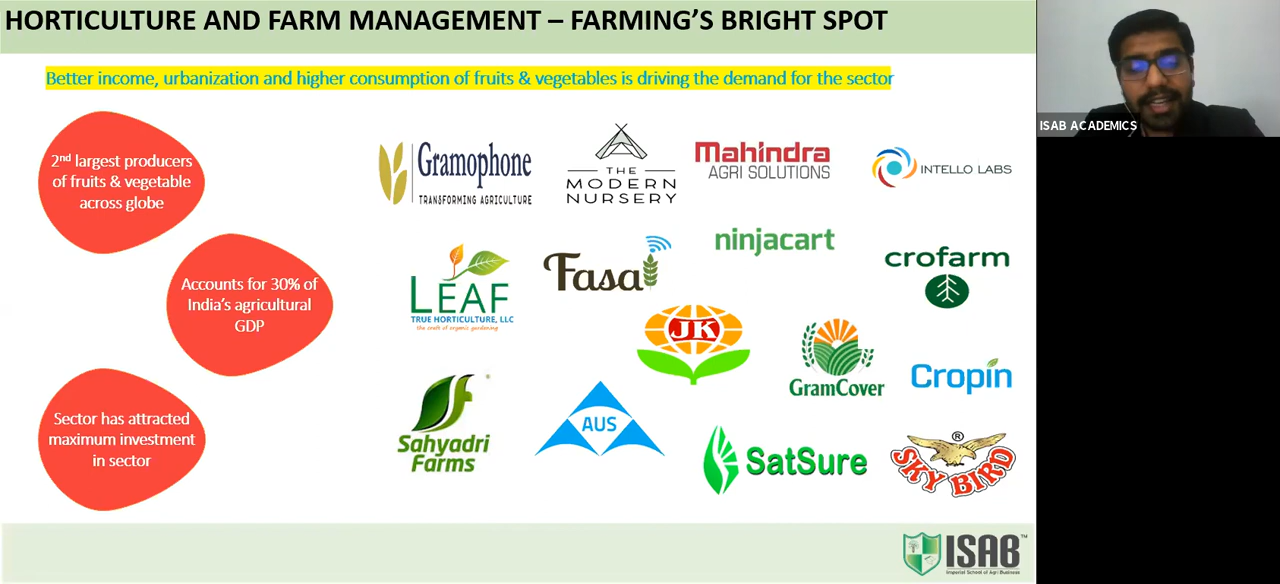 HORTICULTURE AND FARM MANAGEMENT – FARMING'S BRIGHT SPOT
ISAB ACADEMICS
Better income, urbanization and higher consumption of fruits & vegetables is driving the demand for the sector
2nd largest producers
of fruits & vegetable
across globe
Gramophone
TRANSFORMING AGRICULTURE
THE
MODERN
NURSERY
Mahindra
AGRI SOLUTIONS
INTELLO LABS
Accounts for 30% of
India's agricultural
GDP
LEAF
TRUE HORTICULTURE, LLC
the craft of organic gardening
Fasal
ninjacart
crofarm
JK
GramCover
Cropin
Sector has attracted
maximum investment
in sector
Sahyadri
Farms
AUS
SatSure
®
SKY BIRD
ISAB™
Imperial School of Agri Business